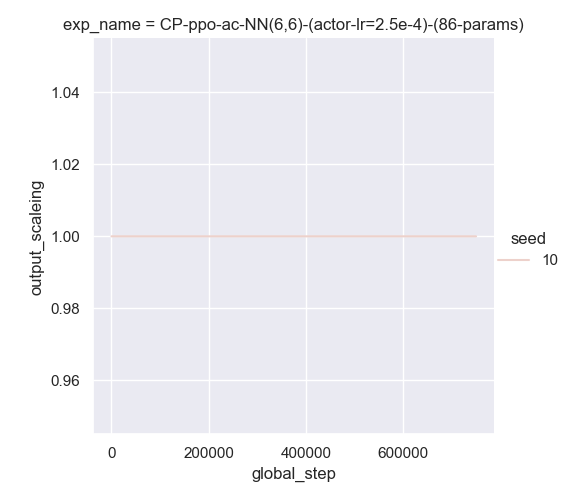 exp_name = CP-ppo-ac-NN(6,6)-(actor-lr=2.5e-4)-(86-params)
1.04
1.02
1.00
0.98
0.96
output_scaleing
0
200000
400000
600000
global_step
seed
10